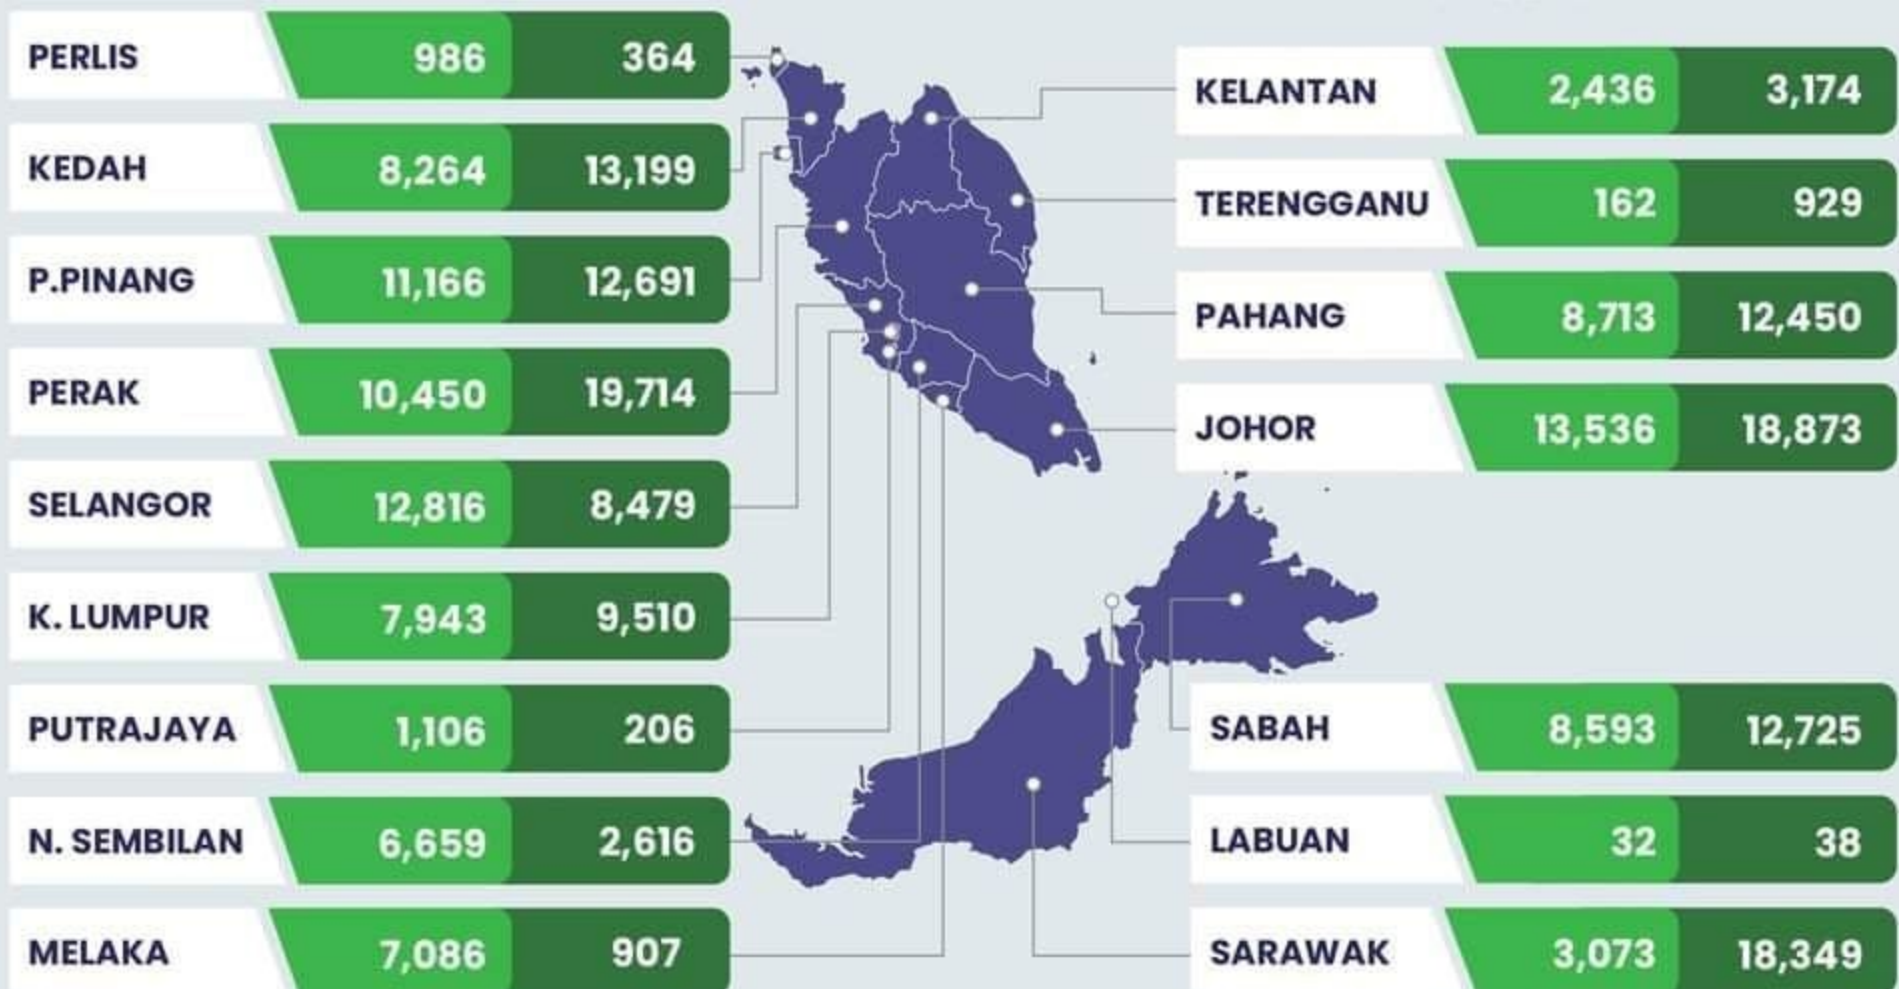 PERLIS 986 364
KEDAH 8,264 13,199
P.PINANG 11,166 12,691
PERAK 10,450 19,714
SELANGOR 12,816 8,479
K. LUMPUR 7,943 9,510
PUTRAJAYA 1,106 206
N. SEMBILAN 6,659 2,616
MELAKA 7,086 907
KELANTAN 2,436 3,174
TERENGGANU 162 929
PAHANG 8,713 12,450
JOHOR 13,536 18,873
SABAH 8,593 12,725
LABUAN 32 38
SARAWAK 3,073 18,349